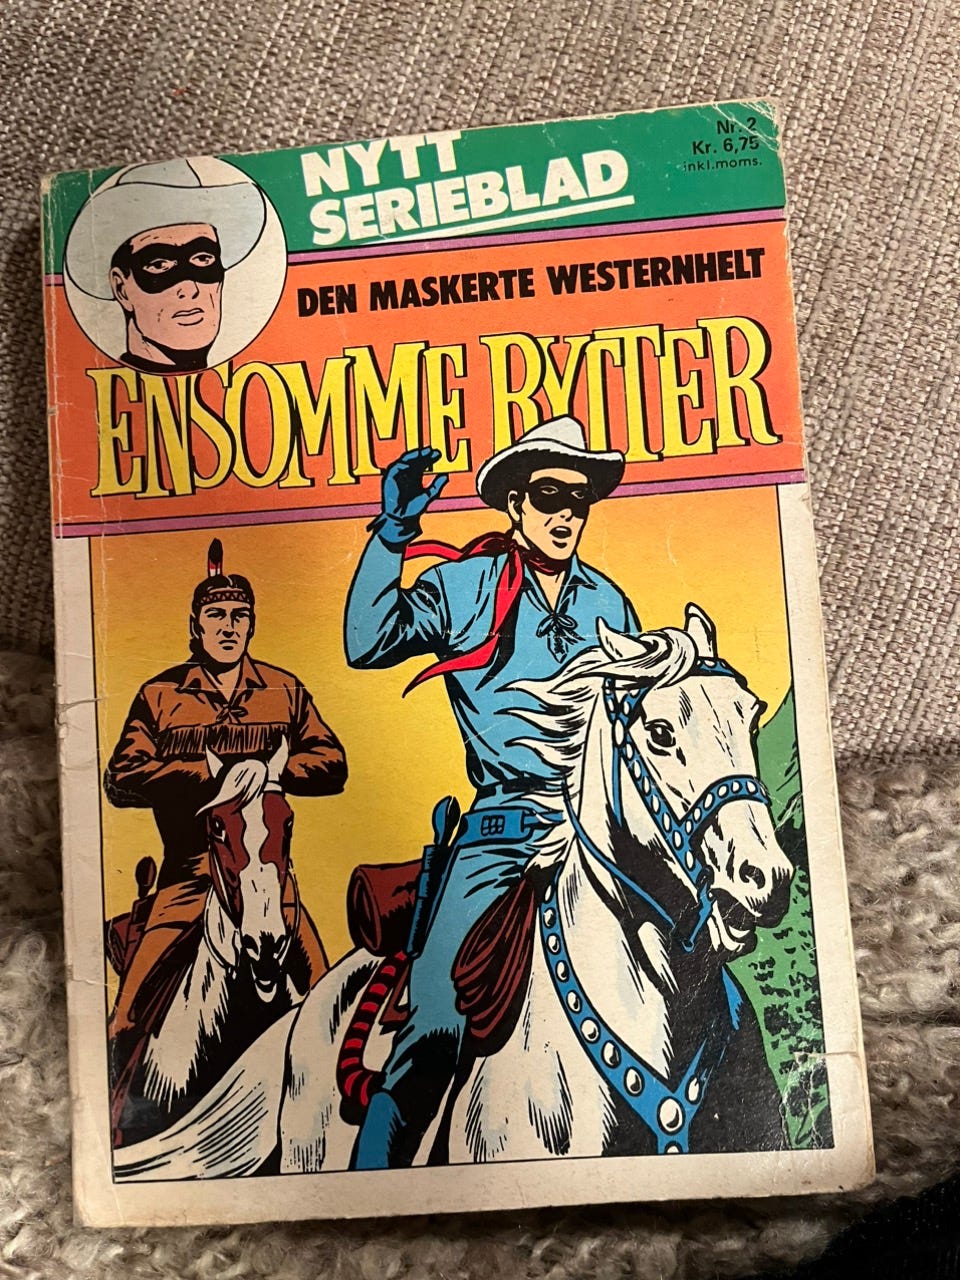 NYTT
SERIEBLAD
Nr. 2
Kr. 6,75
inkl.moms.
DEN MASKERTE WESTERNHELT
ENSOMME RYTTER